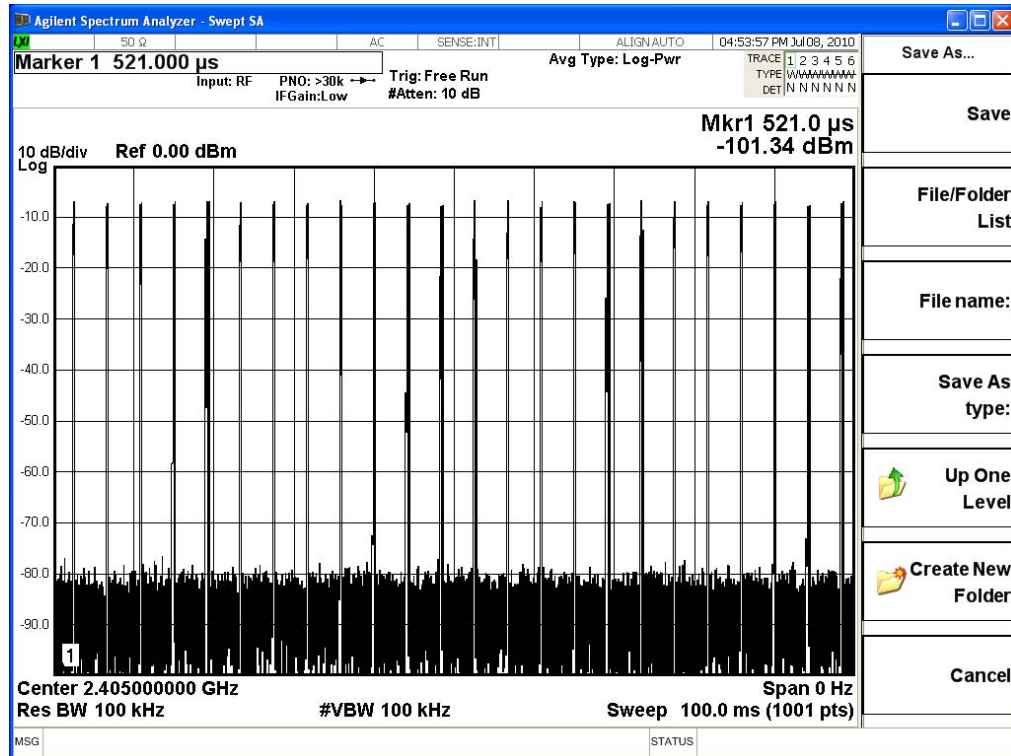 Agilent Spectrum Analyzer - Swept SA
LXI 50 Ω AC SENSE:INT ALIGN AUTO 04:53:57 PM Jul 08, 2010
Marker 1 521.000 µs
Input: RF PNO: >30k Trig: Free Run Avg Type: Log-Pwr TRACE 1 2 3 4 5 6
IFGain:Low #Atten: 10 dB TYPE WWWWWW
DET N N N N N N
Mkr1 521.0 µs
-101.34 dBm
10 dB/div Ref 0.00 dBm
Log
-10.0
-20.0
-30.0
-40.0
-50.0
-60.0
-70.0
-80.0
-90.0
1
Center 2.405000000 GHz Span 0 Hz
Res BW 100 kHz #VBW 100 kHz Sweep 100.0 ms (1001 pts)
MSG STATUS
Save As...
Save
File/Folder
List
File name:
Save As
type:
Up One
Level
Create New
Folder
Cancel